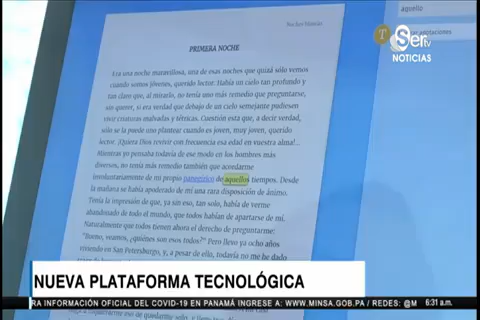 Noches blancas
aquello
T SerTV
NOTICIAS
PRIMERA NOCHE
Era una noche maravillosa, una de esas noches que quizá sólo vemos
cuando somos jóvenes, querido lector. Había un cielo tan profundo y
tan claro que, al mirarlo, no tenía uno más remedio que preguntarse,
sin querer, si era verdad que debajo de un cielo semejante pudiesen
vivir criaturas malvadas y tétricas. Cuestión esta que, a decir verdad,
sólo se la puede uno plantear cuando es joven, muy joven, querido
lector. ¡Quiera Dios revivir con frecuencia esa edad en vuestra alma!..
Mientras yo pensaba todavía de ese modo en los hombres más
diversos, no tenía más remedio también que acordarme
involuntariamente de mi propio panegírico de aquellos tiempos. Desde
la mañana se había apoderado de mí una rara disposición de ánimo.
Tenía la impresión de que, ya sin eso, tan solo, había de verme
abandonado de todo el mundo, que todos habían de apartarse de mí.
Naturalmente que todos tienen ahora el derecho de preguntarme:
"Bueno, veamos, ¿quiénes son esos todos?" Pero llevo ya ocho años
viviendo en San Petersburgo, y, a pesar de ello, todavía no me he dado
NUEVA PLATAFORMA TECNOLÓGICA
RA INFORMACIÓN OFICIAL DEL COVID-19 EN PANAMÁ INGRESE A: WWW.MINSA.GOB.PA / REDES: @M 6:31 a.m.